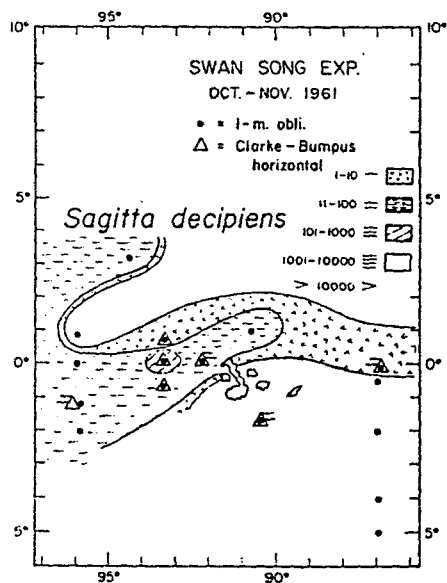 95° 90°
10° 10°
SWAN SONG EXP.
OCT. - NOV. 1961
• = 1-m. obli.
△ = Clarke-Bumpus
horizontal
1-10
5° 11-100 5°
Sagitta decipiens
101-1000
1001-10000
> 10000 >
0° 0°
5° 5°
95° 90°